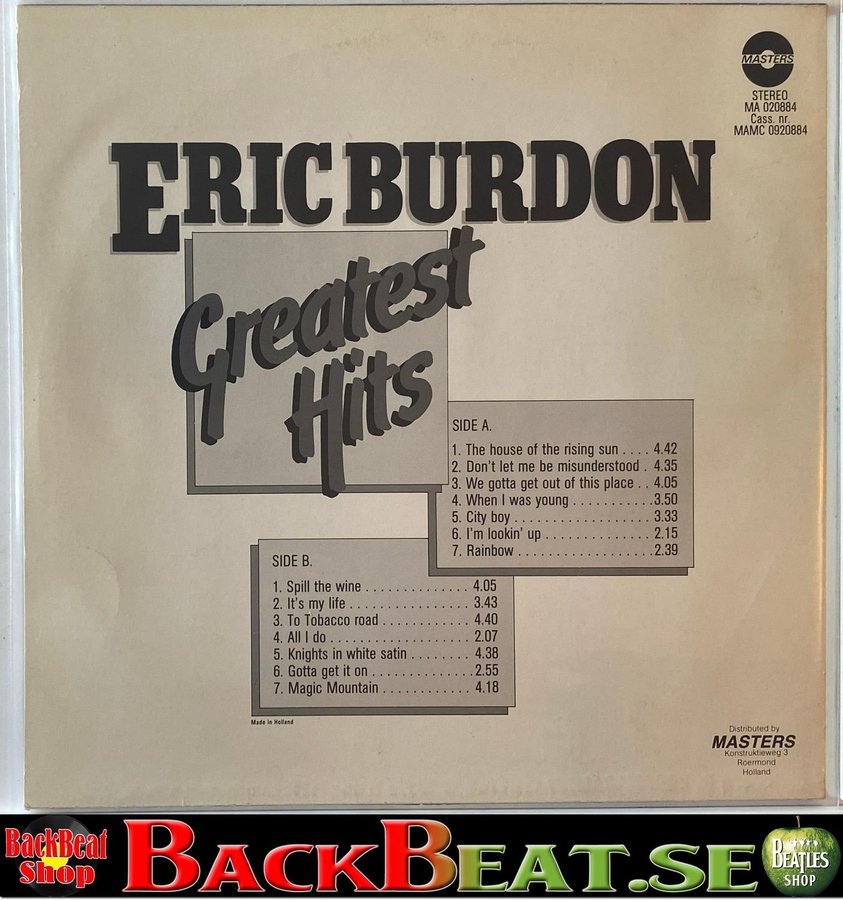 MASTERS
STEREO
MA 020884
Cass. nr.
MAMC 0920884
ERIC BURDON
Greatest
Hits
SIDE A.
1. The house of the rising sun . . . . 4.42
2. Don't let me be misunderstood . 4.35
3. We gotta get out of this place . . 4.05
4. When I was young . . . . . . . . . . . 3.50
5. City boy . . . . . . . . . . . . . . . . . . 3.33
6. I'm lookin' up . . . . . . . . . . . . . . 2.15
7. Rainbow . . . . . . . . . . . . . . . . . . 2.39
SIDE B.
1. Spill the wine . . . . . . . . . . . . . . 4.05
2. It's my life . . . . . . . . . . . . . . . . 3.43
3. To Tobacco road . . . . . . . . . . . . 4.40
4. All I do . . . . . . . . . . . . . . . . . . . 2.07
5. Knights in white satin . . . . . . . . 4.38
6. Gotta get it on . . . . . . . . . . . . . 2.55
7. Magic Mountain . . . . . . . . . . . . 4.18
Made in Holland
Distributed by
MASTERS
Konstruktieweg 3
Roermond
Holland
BackBeat
Shop
BACKBEAT.SE
BEATLES
SHOP